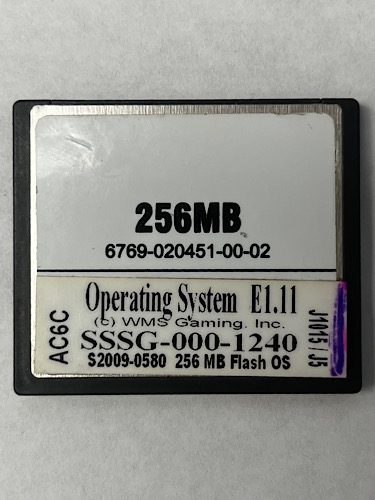 256MB
6769-020451-00-02
Operating System E1.11
(c) WMS Gaming. Inc.
SSSG-000-1240
S2009-0580 256 MB Flash OS
AC6C
J1015 / J5